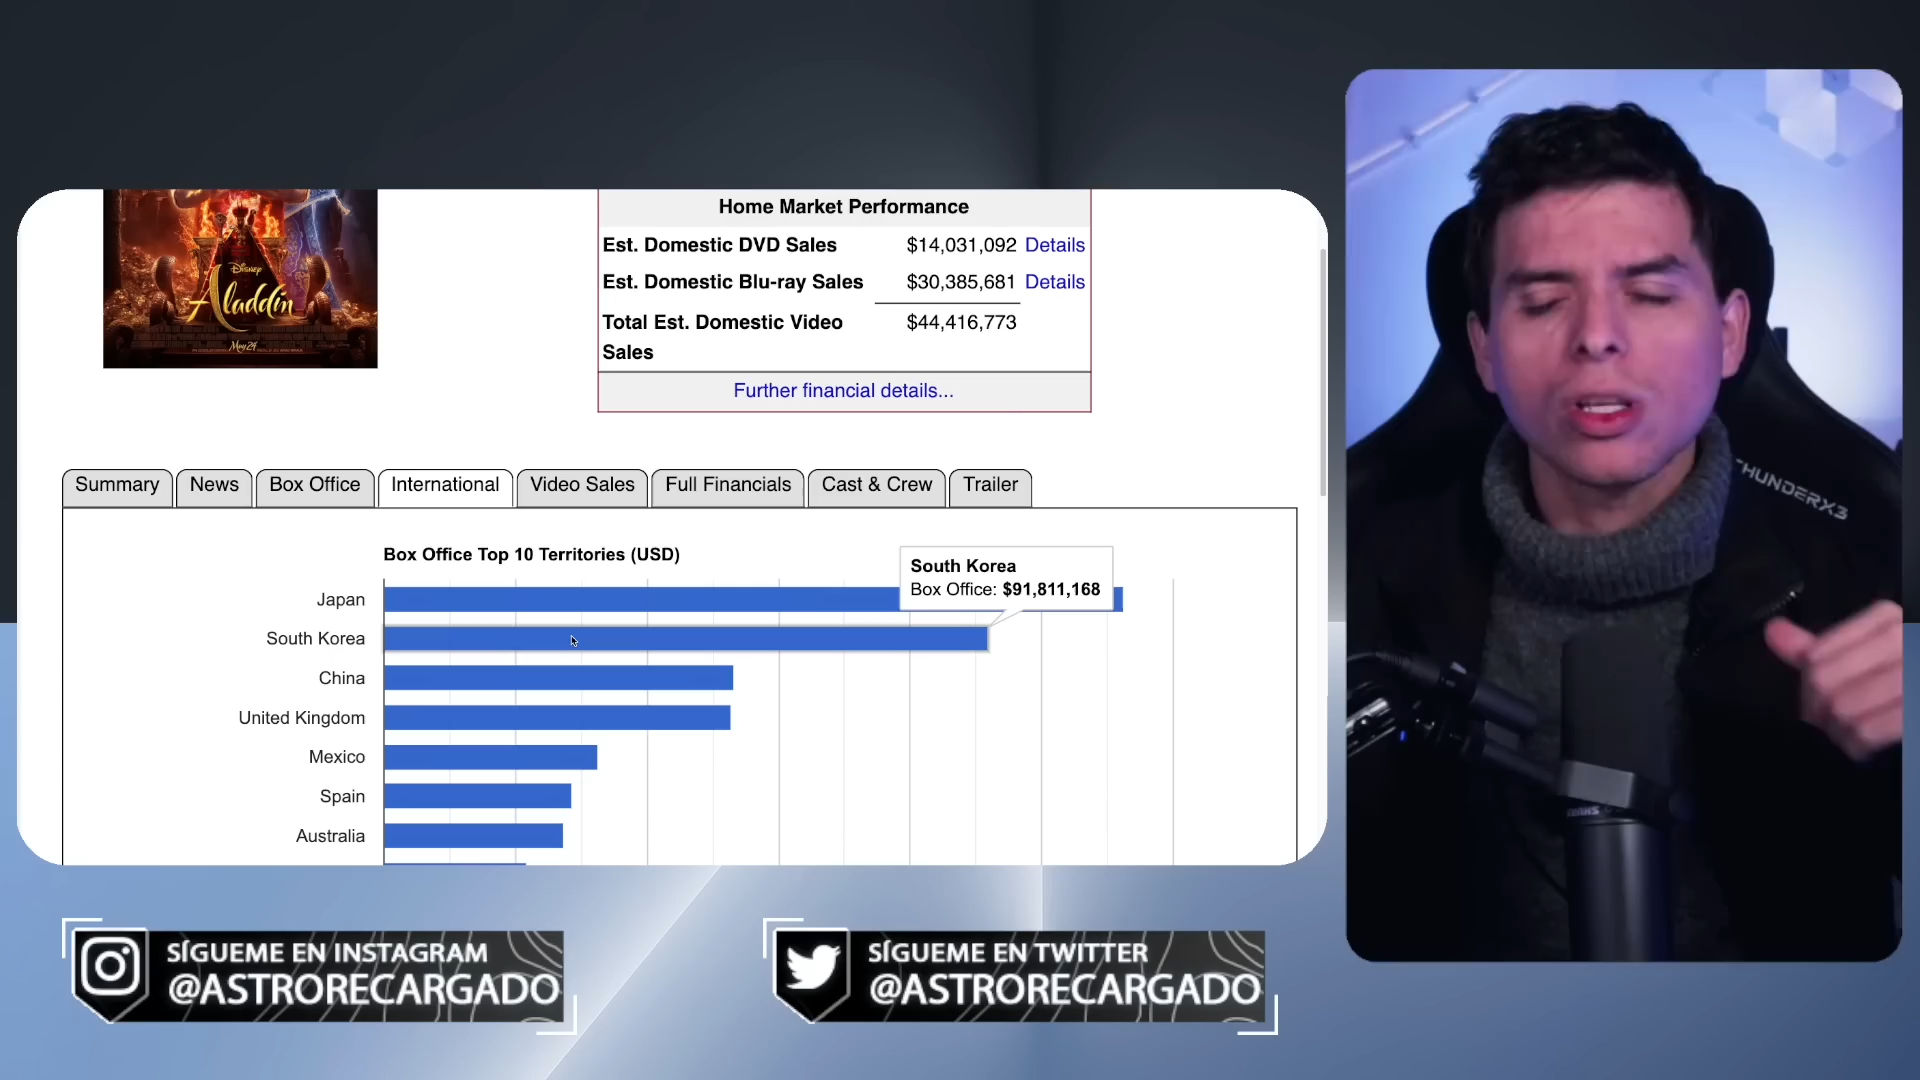 Disney
Aladdin
May 24
Home Market Performance
Est. Domestic DVD Sales $14,031,092 Details
Est. Domestic Blu-ray Sales $30,385,681 Details
Total Est. Domestic Video Sales $44,416,773
Further financial details...
Summary News Box Office International Video Sales Full Financials Cast & Crew Trailer
Box Office Top 10 Territories (USD)
South Korea
Box Office: $91,811,168
Japan
South Korea
China
United Kingdom
Mexico
Spain
Australia
THUNDERX3
SHURE
SÍGUEME EN INSTAGRAM
@ASTRORECARGADO
SÍGUEME EN TWITTER
@ASTRORECARGADO